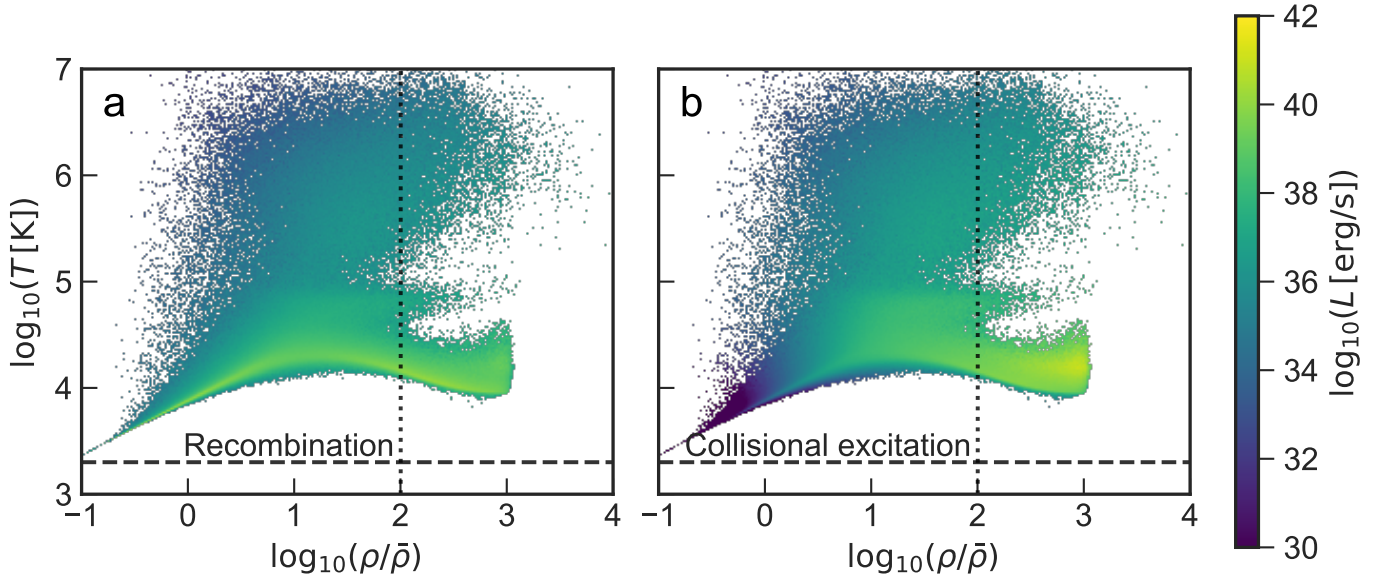 a
b
7
6
5
4
3
log₁₀(T [K])
Recombination
Collisional excitation
−1 0 1 2 3 4
−1 0 1 2 3 4
log₁₀(ρ/ρ̄)
log₁₀(ρ/ρ̄)
42
40
38
36
34
32
30
log₁₀(L [erg/s])